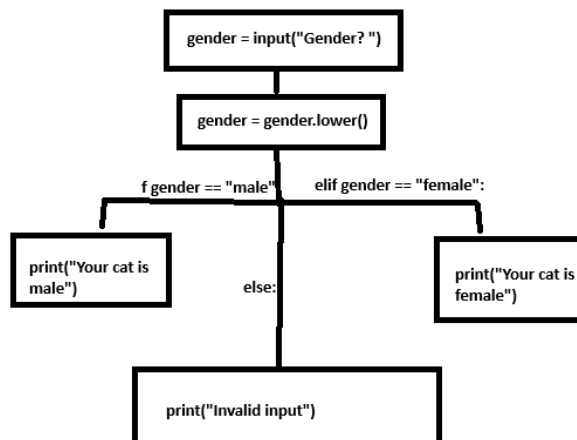 gender = input("Gender? ")
gender = gender.lower()
f gender == "male"
elif gender == "female":
print("Your cat is
male")
print("Your cat is
female")
else:
print("Invalid input")